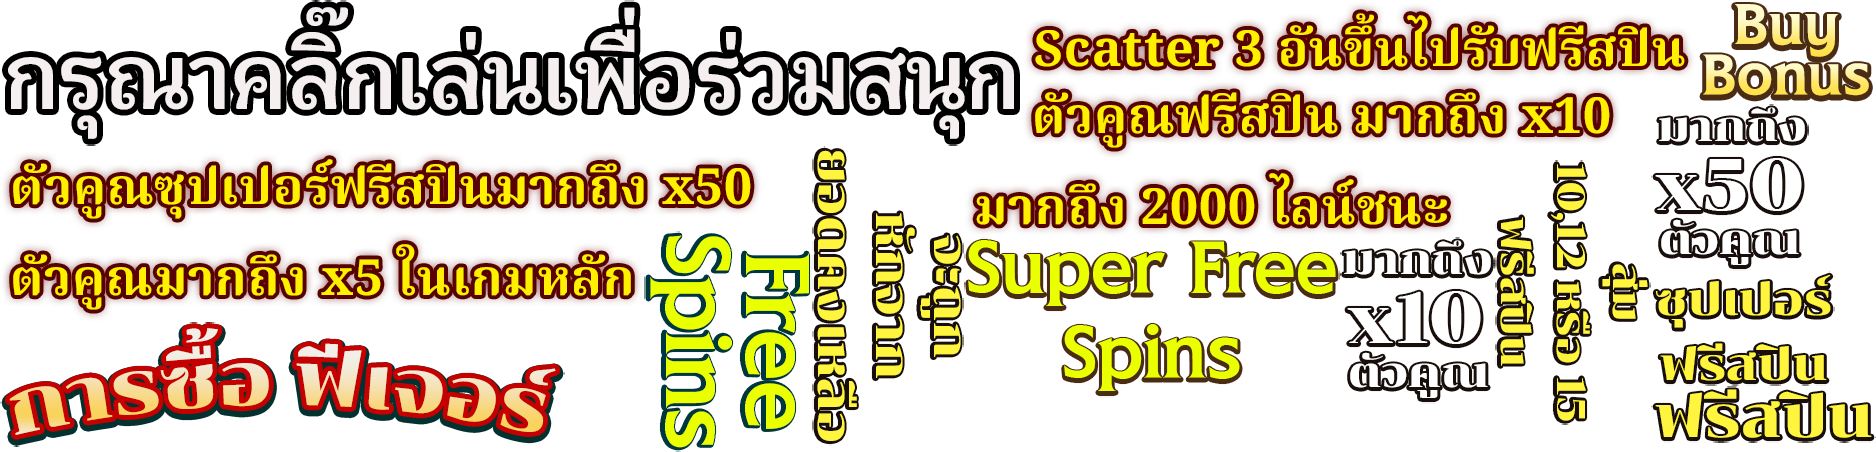 กรุณาคลิ๊กเล่นเพื่อร่วมสนุก
Scatter 3 อันขึ้นไปรับฟรีสปิน
ตัวคูณฟรีสปิน มากถึง x10
Buy
Bonus
มากถึง
x50
ตัวคูณ
ตัวคูณซุปเปอร์ฟรีสปินมากถึง x50
ตัวคูณมากถึง x5 ในเกมหลัก
การซื้อ ฟีเจอร์
Free
Spins
จะถูก
หักจาก
ยอดคงเหลือ
มากถึง 2000 ไลน์ชนะ
Super Free
Spins
มากถึง
x10
ตัวคูณ
สุ่ม
10,12 หรือ 15
ฟรีสปิน
ซุปเปอร์
ฟรีสปิน
ฟรีสปิน